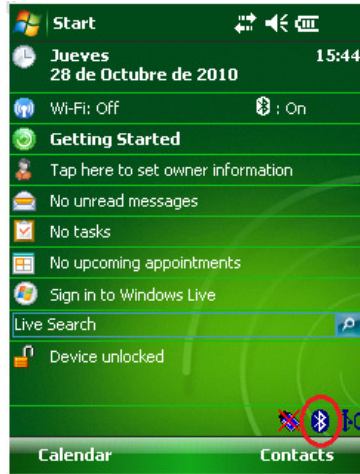 Start
Jueves 15:44
28 de Octubre de 2010
Wi-Fi: Off : On
Getting Started
Tap here to set owner information
No unread messages
No tasks
No upcoming appointments
Sign in to Windows Live
Live Search
Device unlocked
Calendar Contacts